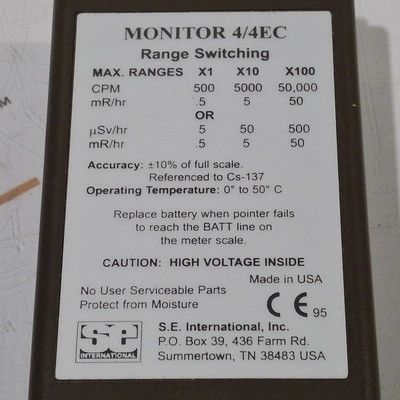 MONITOR 4/4EC
Range Switching
MAX. RANGES X1 X10 X100
CPM 500 5000 50,000
mR/hr .5 5 50
OR
µSv/hr 5 50 500
mR/hr .5 5 50
Accuracy: ±10% of full scale.
Referenced to Cs-137
Operating Temperature: 0° to 50° C
Replace battery when pointer fails
to reach the BATT line on
the meter scale.
CAUTION: HIGH VOLTAGE INSIDE
Made in USA
No User Serviceable Parts
Protect from Moisture
CE 95
se
INTERNATIONAL
S.E. International, Inc.
P.O. Box 39, 436 Farm Rd.
Summertown, TN 38483 USA